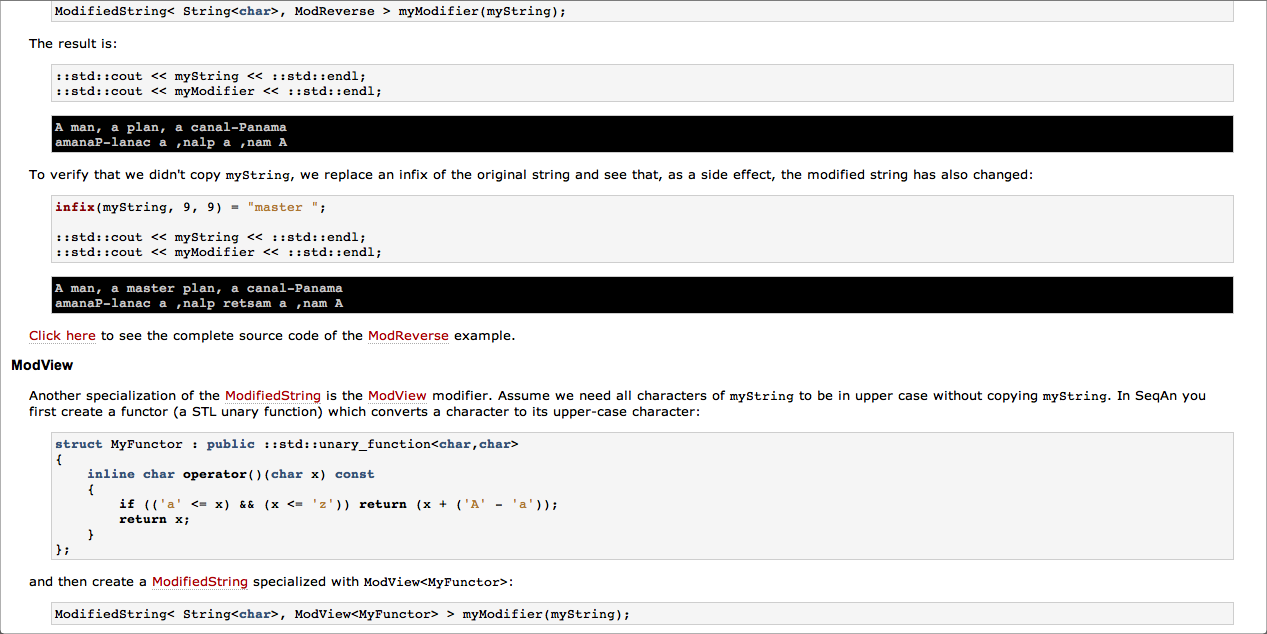 ModifiedString< String<char>, ModReverse > myModifier(myString);
The result is:
::std::cout << myString << ::std::endl;
::std::cout << myModifier << ::std::endl;
A man, a plan, a canal-Panama
amanaP-lanac a ,nalp a ,nam A
To verify that we didn't copy myString, we replace an infix of the original string and see that, as a side effect, the modified string has also changed:
infix(myString, 9, 9) = "master ";
::std::cout << myString << ::std::endl;
::std::cout << myModifier << ::std::endl;
A man, a master plan, a canal-Panama
amanaP-lanac a ,nalp retsam a ,nam A
Click here to see the complete source code of the ModReverse example.
ModView
Another specialization of the ModifiedString is the ModView modifier. Assume we need all characters of myString to be in upper case without copying myString. In SeqAn you
first create a functor (a STL unary function) which converts a character to its upper-case character:
struct MyFunctor : public ::std::unary_function<char,char>
{
    inline char operator()(char x) const
    {
        if (('a' <= x) && (x <= 'z')) return (x + ('A' - 'a'));
        return x;
    }
};
and then create a ModifiedString specialized with ModView<MyFunctor>:
ModifiedString< String<char>, ModView<MyFunctor> > myModifier(myString);